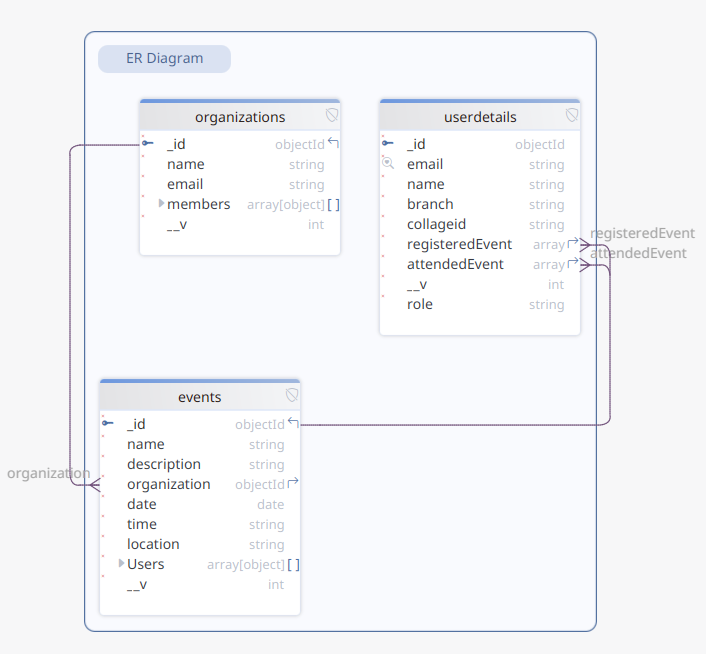 ER Diagram
organizations
_id objectId
name string
email string
members array[object] [ ]
__v int
userdetails
_id objectId
email string
name string
branch string
collageid string
registeredEvent array
attendedEvent array
__v int
role string
registeredEvent
attendedEvent
events
_id objectId
name string
description string
organization objectId
date date
time string
location string
Users array[object] [ ]
__v int
organization